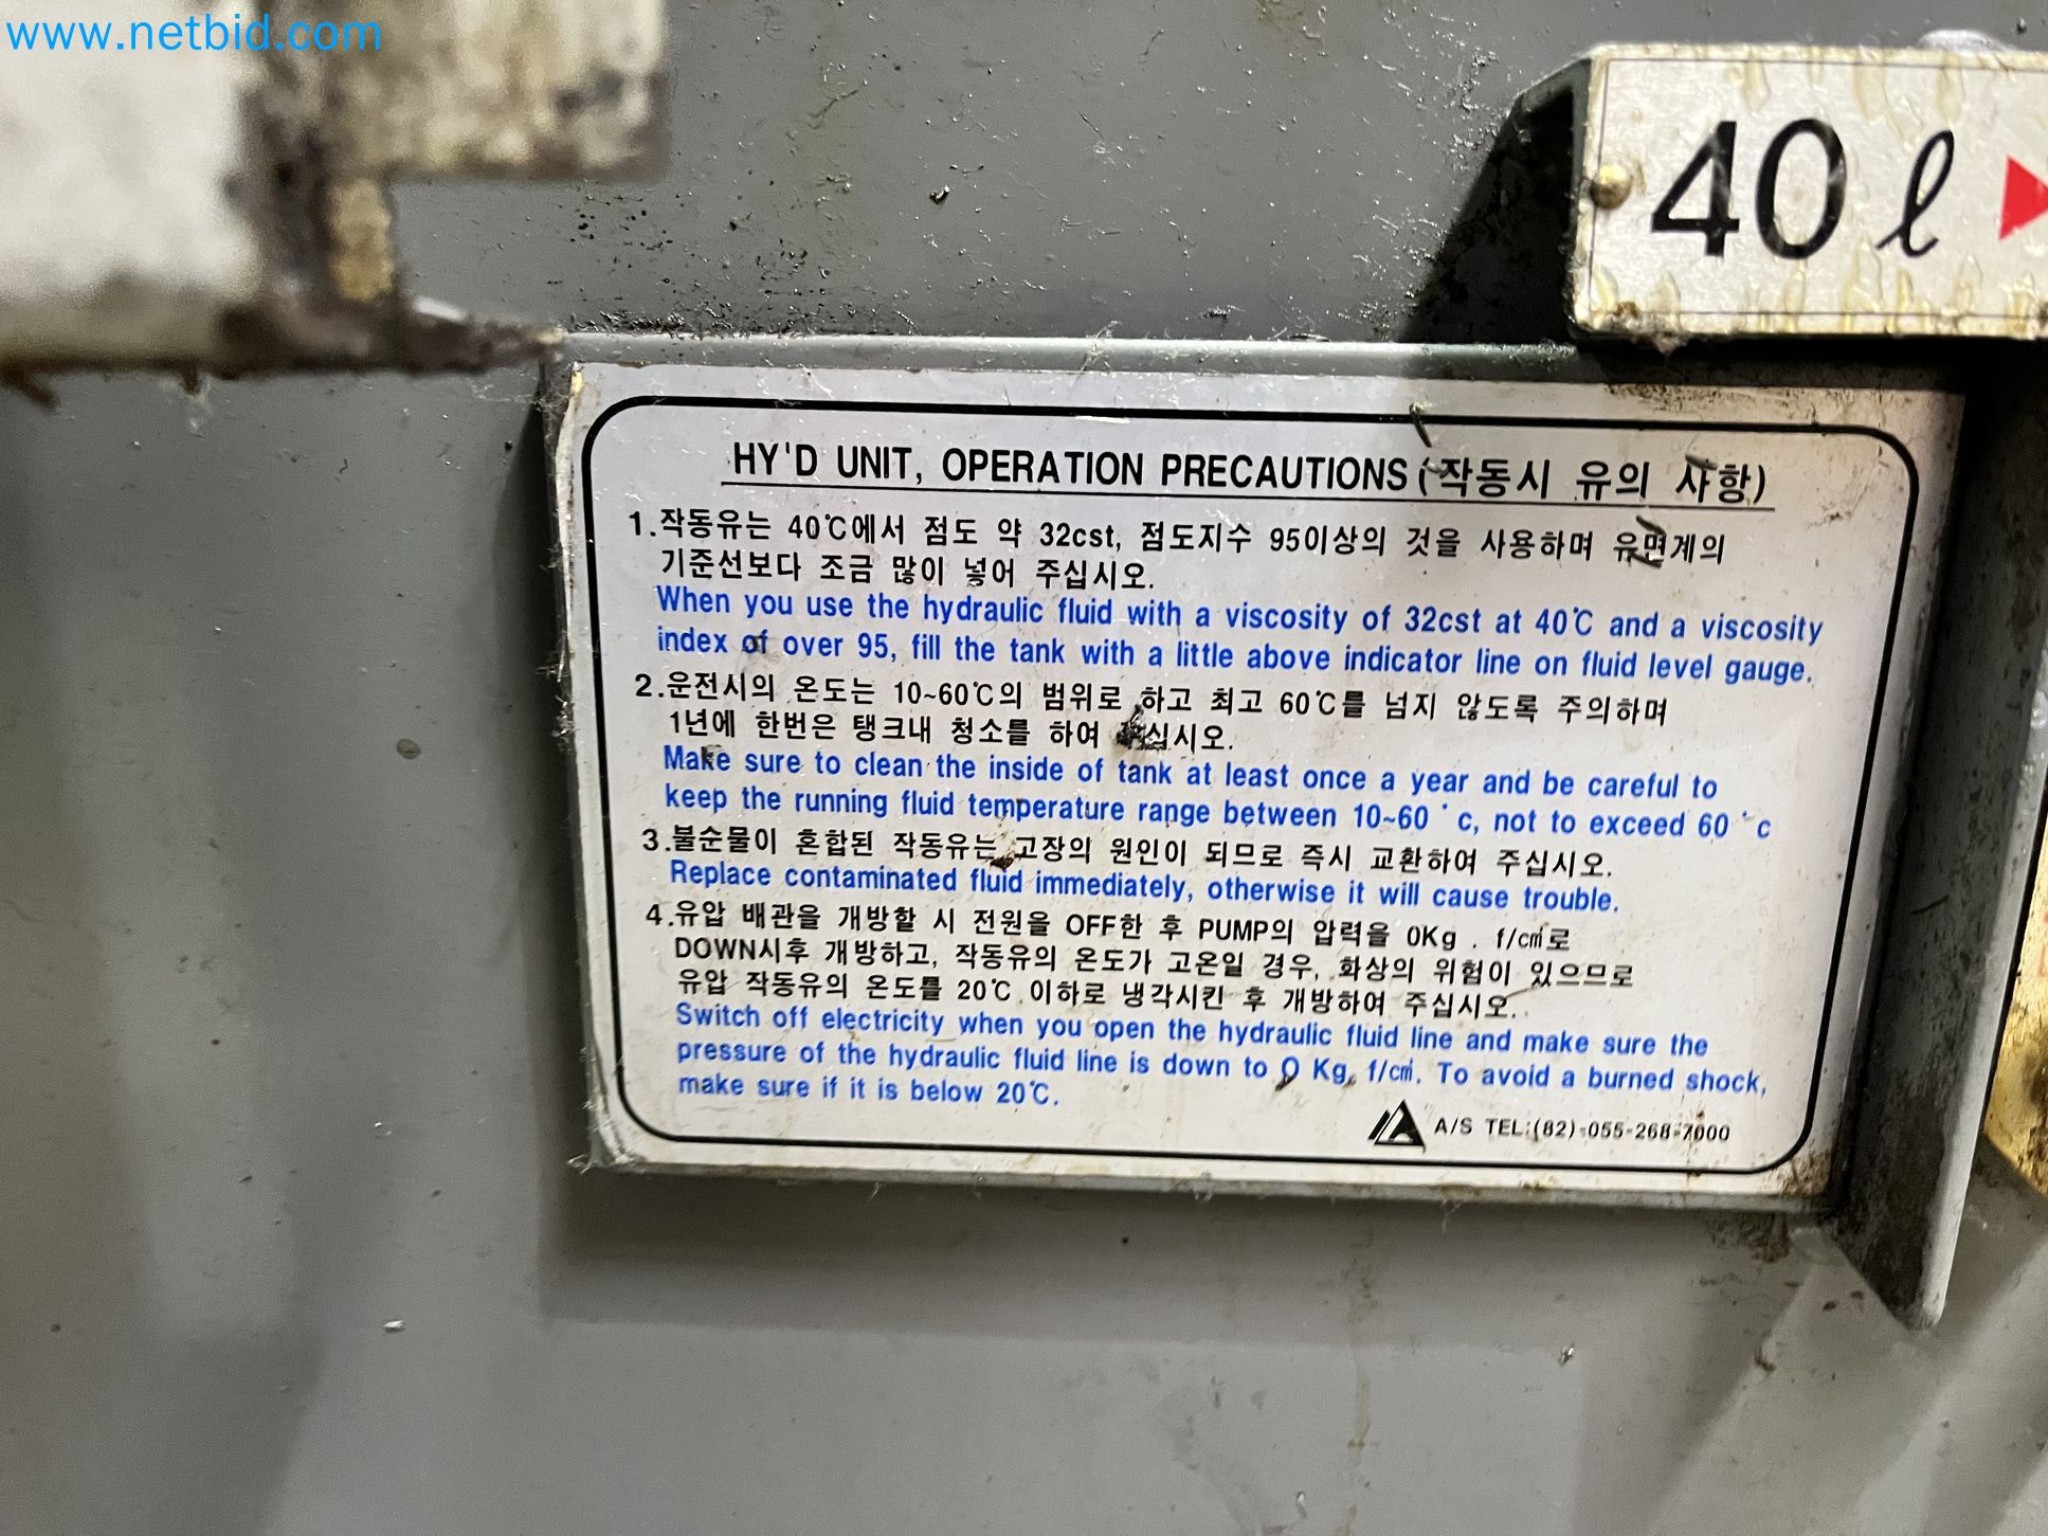 www.netbid.com
40 ℓ
HY'D UNIT, OPERATION PRECAUTIONS (작동시 유의 사항)
1.작동유는 40℃에서 점도 약 32cst, 점도지수 95이상의 것을 사용하며 유면계의
기준선보다 조금 많이 넣어 주십시오.
When you use the hydraulic fluid with a viscosity of 32cst at 40℃ and a viscosity
index of over 95, fill the tank with a little above indicator line on fluid level gauge.
2.운전시의 온도는 10~60℃의 범위로 하고 최고 60℃를 넘지 않도록 주의하며
1년에 한번은 탱크내 청소를 하여 주십시오.
Make sure to clean the inside of tank at least once a year and be careful to
keep the running fluid temperature range between 10~60 ˚ c, not to exceed 60 ˚ c
3.불순물이 혼합된 작동유는 고장의 원인이 되므로 즉시 교환하여 주십시오.
Replace contaminated fluid immediately, otherwise it will cause trouble.
4.유압 배관을 개방할 시 전원을 OFF한 후 PUMP의 압력을 0Kg . f/㎠로
DOWN시후 개방하고, 작동유의 온도가 고온일 경우, 화상의 위험이 있으므로
유압 작동유의 온도를 20℃ 이하로 냉각시킨 후 개방하여 주십시오.
Switch off electricity when you open the hydraulic fluid line and make sure the
pressure of the hydraulic fluid line is down to 0 Kg. f/㎠. To avoid a burned shock,
make sure if it is below 20℃.
A/S TEL:(82)-055-268-7000